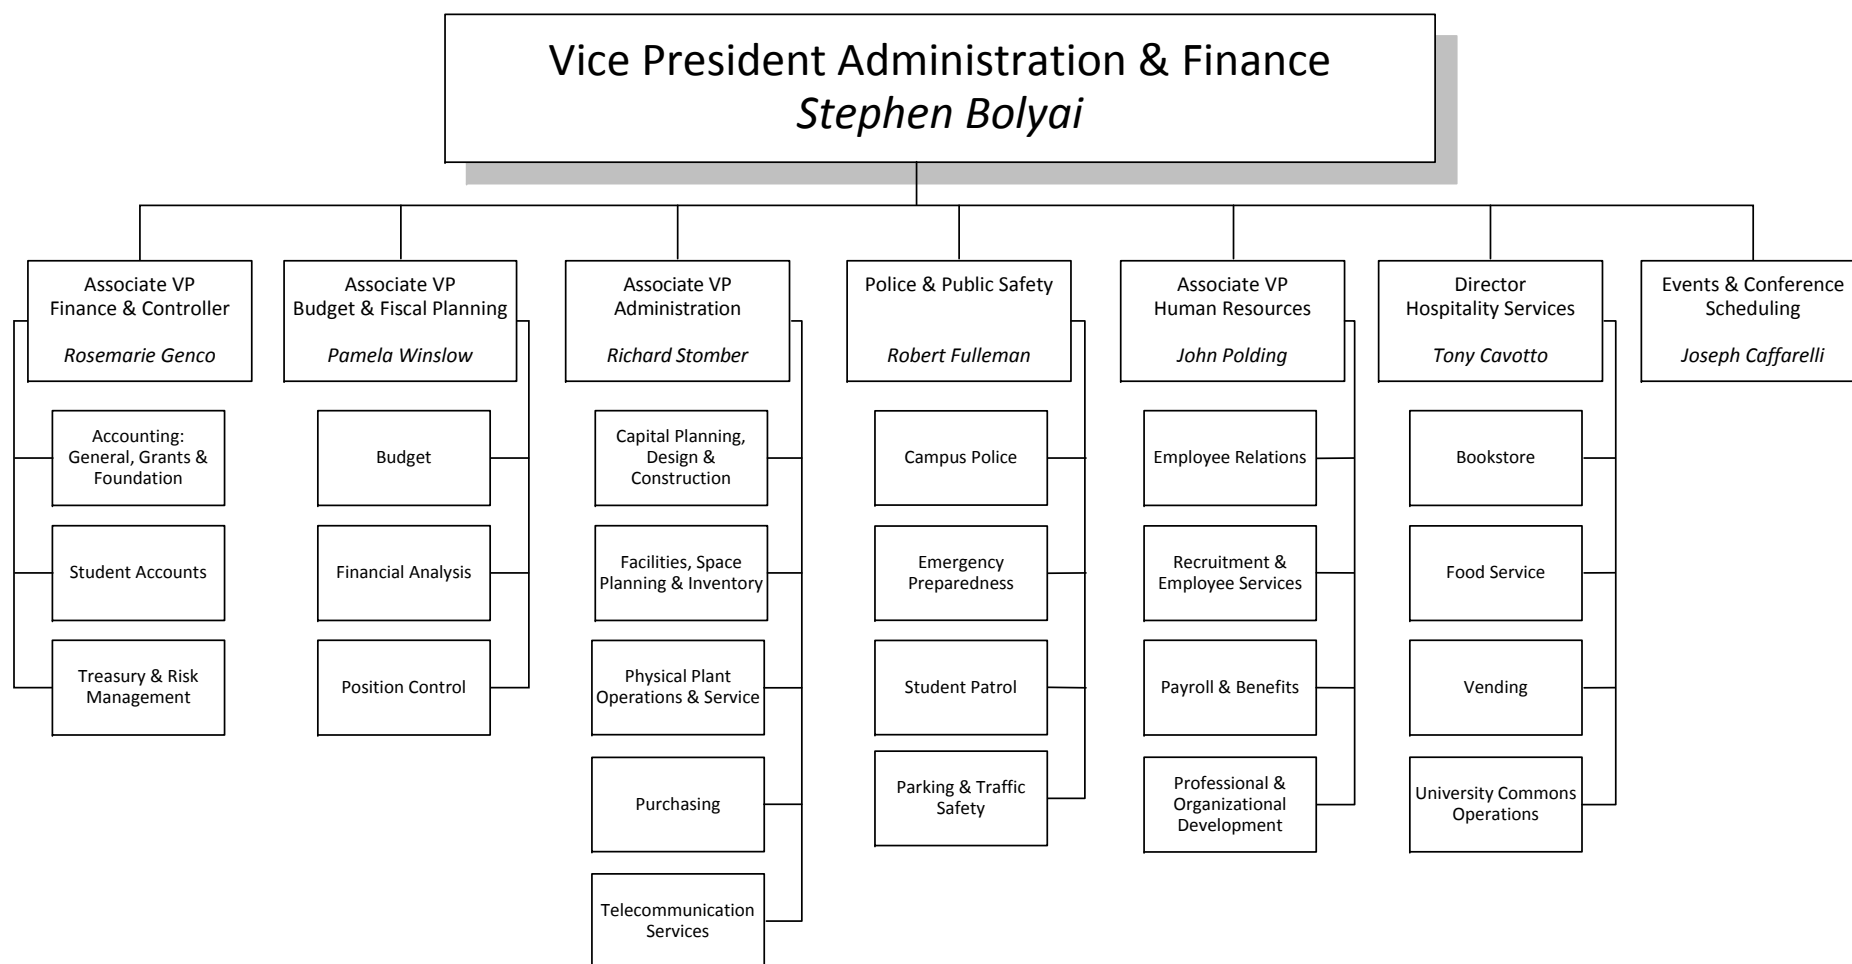 Vice President Administration & Finance
Stephen Bolyai
Associate VP
Finance & Controller
Rosemarie Genco
Associate VP
Budget & Fiscal Planning
Pamela Winslow
Associate VP
Administration
Richard Stomber
Police & Public Safety
Robert Fulleman
Associate VP
Human Resources
John Polding
Director
Hospitality Services
Tony Cavotto
Events & Conference
Scheduling
Joseph Caffarelli
Accounting:
General, Grants &
Foundation
Student Accounts
Treasury & Risk
Management
Budget
Financial Analysis
Position Control
Capital Planning,
Design &
Construction
Facilities, Space
Planning & Inventory
Physical Plant
Operations & Service
Purchasing
Telecommunication
Services
Campus Police
Emergency
Preparedness
Student Patrol
Parking & Traffic
Safety
Employee Relations
Recruitment &
Employee Services
Payroll & Benefits
Professional &
Organizational
Development
Bookstore
Food Service
Vending
University Commons
Operations